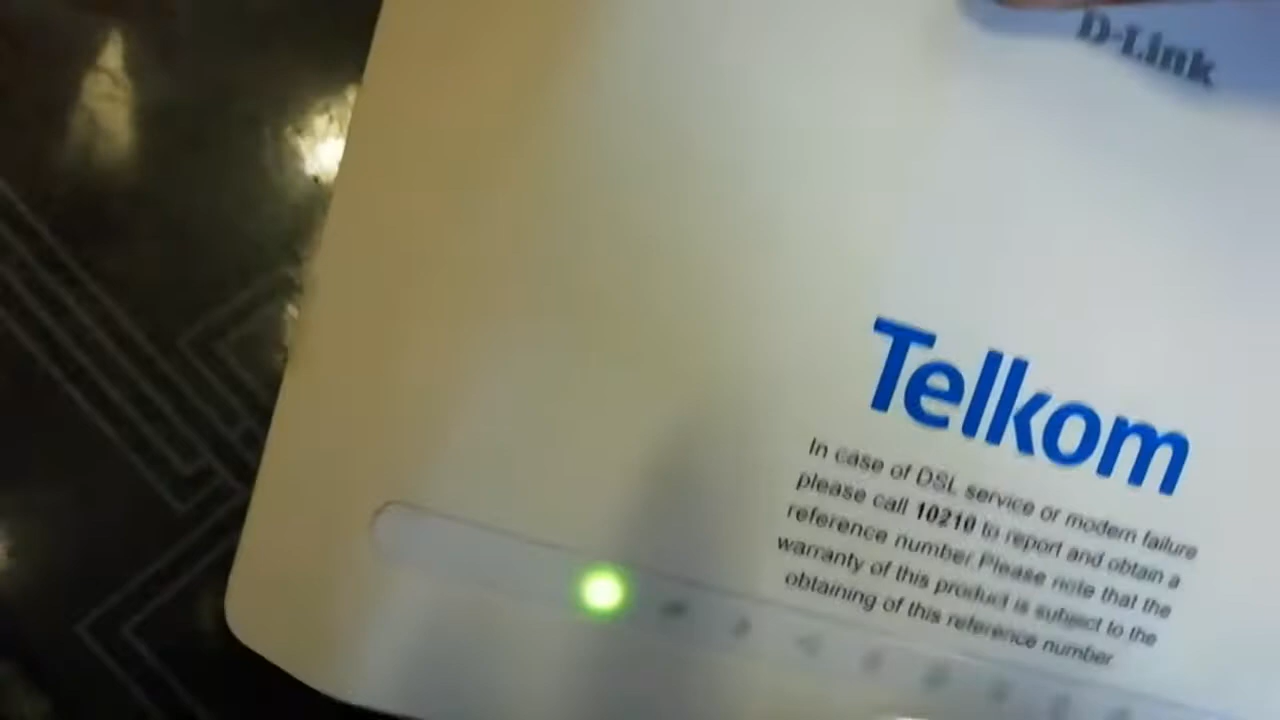 D-Link
Telkom
In case of DSL service or modem failure
please call 10210 to report and obtain a
reference number.Please note that the
warranty of this product is subject to the
obtaining of this reference number